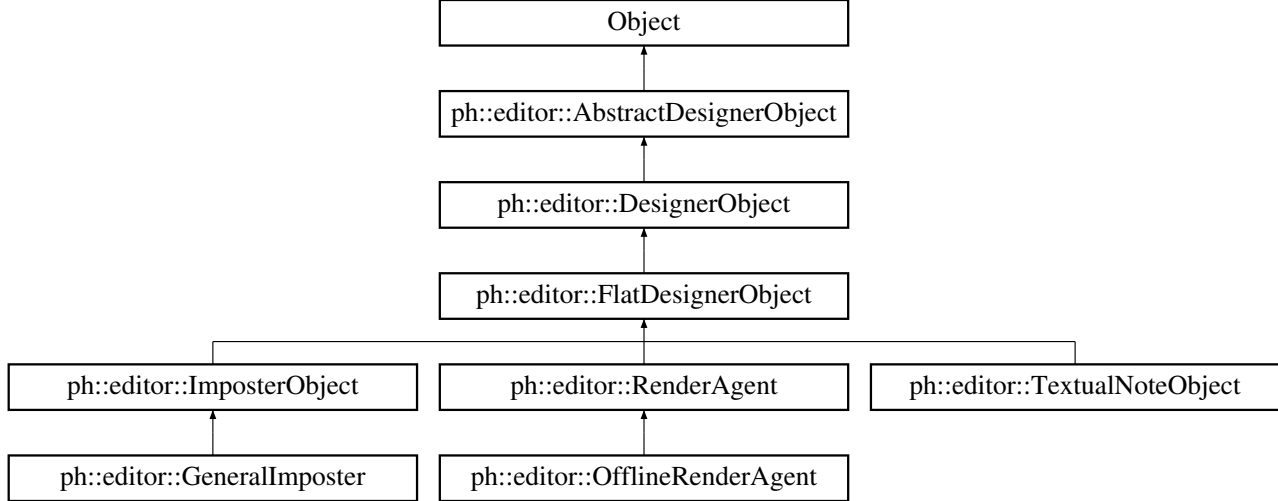 Object
ph::editor::AbstractDesignerObject
ph::editor::DesignerObject
ph::editor::FlatDesignerObject
ph::editor::ImposterObject
ph::editor::RenderAgent
ph::editor::TextualNoteObject
ph::editor::GeneralImposter
ph::editor::OfflineRenderAgent